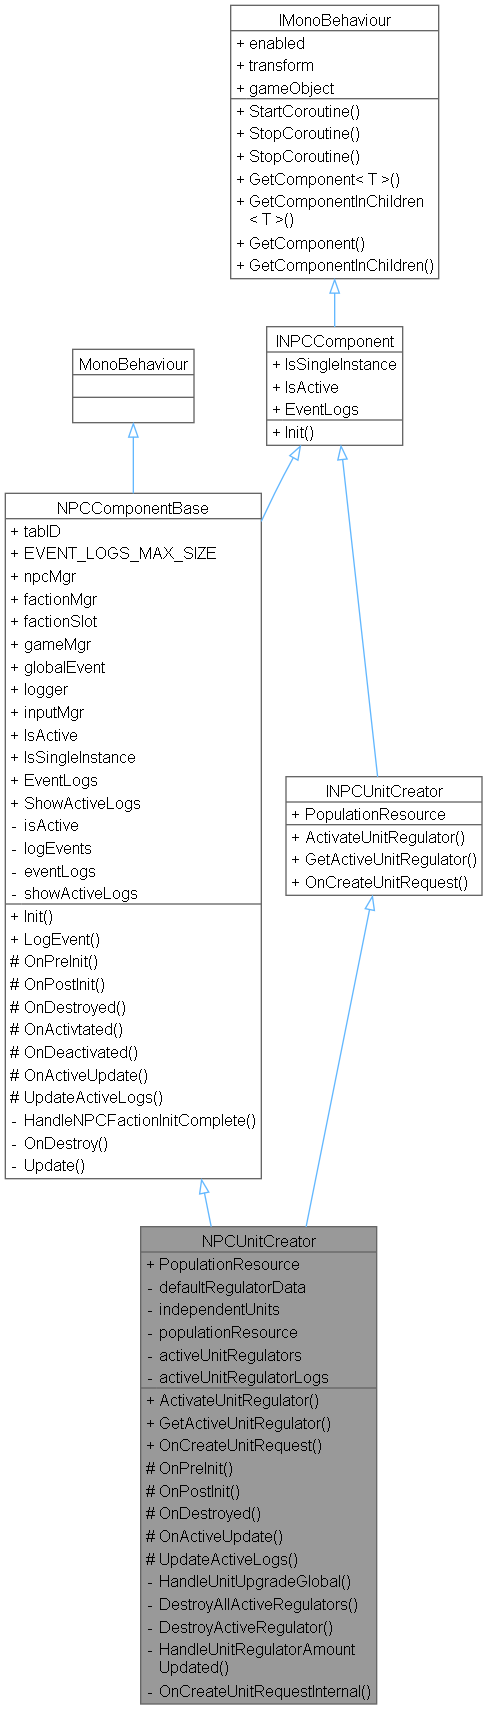 IMonoBehaviour
+ enabled
+ transform
+ gameObject
+ StartCoroutine()
+ StopCoroutine()
+ StopCoroutine()
+ GetComponent< T >()
+ GetComponentInChildren
< T >()
+ GetComponent()
+ GetComponentInChildren()
INPCComponent
+ IsSingleInstance
+ IsActive
+ EventLogs
+ Init()
MonoBehaviour
NPCComponentBase
+ tabID
+ EVENT_LOGS_MAX_SIZE
+ npcMgr
+ factionMgr
+ factionSlot
+ gameMgr
+ globalEvent
+ logger
+ inputMgr
+ IsActive
+ IsSingleInstance
+ EventLogs
+ ShowActiveLogs
- isActive
- logEvents
- eventLogs
- showActiveLogs
+ Init()
+ LogEvent()
# OnPreInit()
# OnPostInit()
# OnDestroyed()
# OnActivtated()
# OnDeactivated()
# OnActiveUpdate()
# UpdateActiveLogs()
- HandleNPCFactionInitComplete()
- OnDestroy()
- Update()
INPCUnitCreator
+ PopulationResource
+ ActivateUnitRegulator()
+ GetActiveUnitRegulator()
+ OnCreateUnitRequest()
NPCUnitCreator
+ PopulationResource
- defaultRegulatorData
- independentUnits
- populationResource
- activeUnitRegulators
- activeUnitRegulatorLogs
+ ActivateUnitRegulator()
+ GetActiveUnitRegulator()
+ OnCreateUnitRequest()
# OnPreInit()
# OnPostInit()
# OnDestroyed()
# OnActiveUpdate()
# UpdateActiveLogs()
- HandleUnitUpgradeGlobal()
- DestroyAllActiveRegulators()
- DestroyActiveRegulator()
- HandleUnitRegulatorAmount
Updated()
- OnCreateUnitRequestInternal()